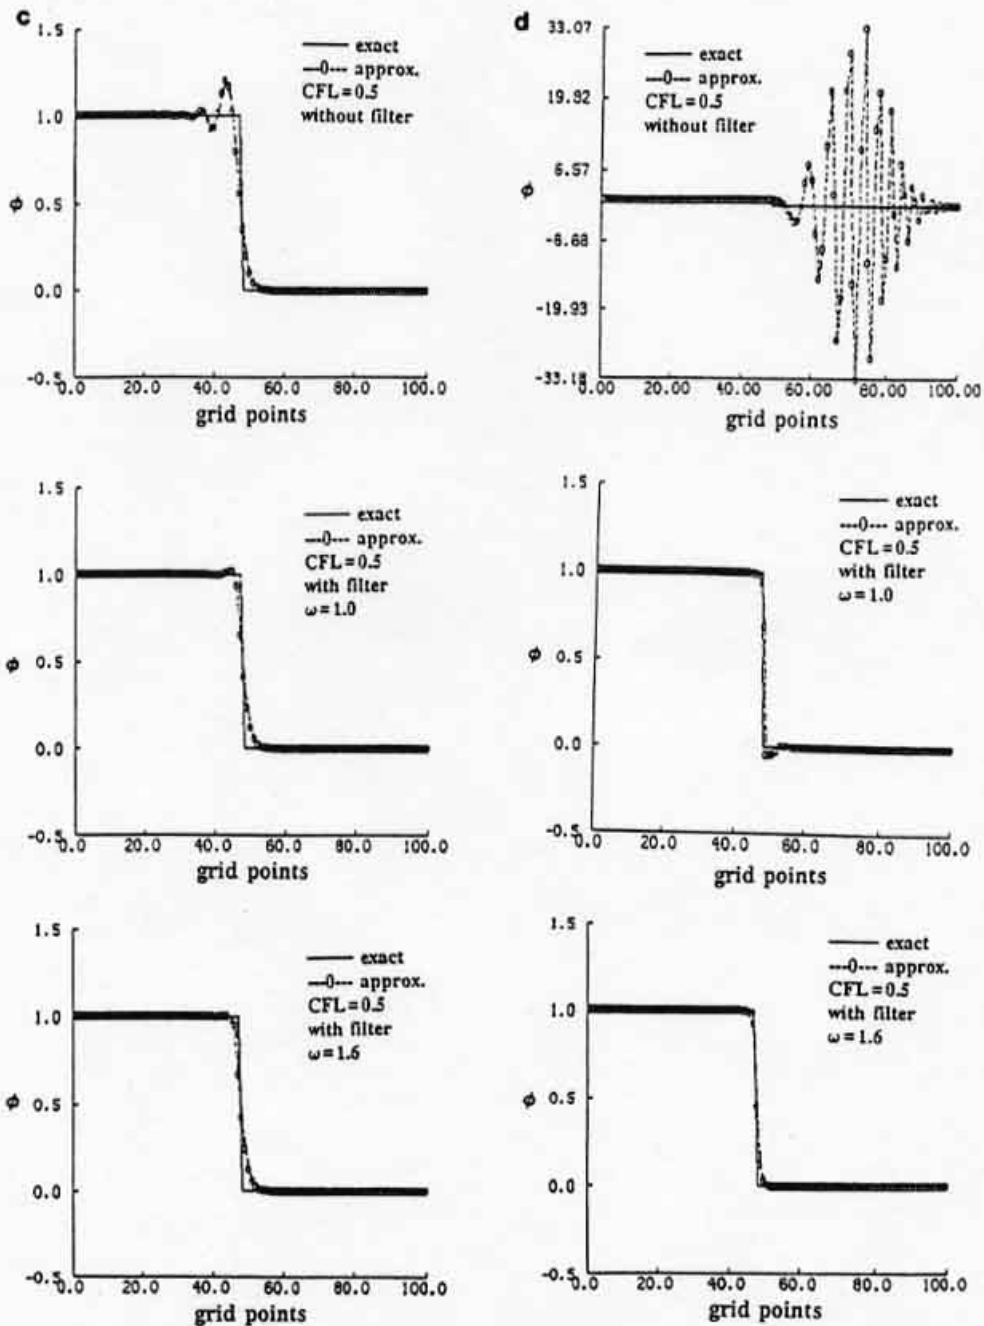 c
1.5
1.0
0.5
0.0
-0.5
ϕ
exact
---0--- approx.
CFL=0.5
without filter
0.0 20.0 40.0 60.0 80.0 100.0
grid points
d
33.07
19.82
6.57
-6.68
-19.93
-33.18
ϕ
exact
---0--- approx.
CFL=0.5
without filter
0.00 20.00 40.00 60.00 80.00 100.00
grid points
1.5
1.0
0.5
0.0
-0.5
ϕ
exact
---0--- approx.
CFL=0.5
with filter
ω=1.0
0.0 20.0 40.0 60.0 80.0 100.0
grid points
1.5
1.0
0.5
0.0
-0.5
ϕ
exact
---0--- approx.
CFL=0.5
with filter
ω=1.0
0.0 20.0 40.0 60.0 80.0 100.0
grid points
1.5
1.0
0.5
0.0
-0.5
ϕ
exact
---0--- approx.
CFL=0.5
with filter
ω=1.6
0.0 20.0 40.0 60.0 80.0 100.0
grid points
1.5
1.0
0.5
0.0
-0.5
ϕ
exact
---0--- approx.
CFL=0.5
with filter
ω=1.6
0.0 20.0 40.0 60.0 80.0 100.0
grid points